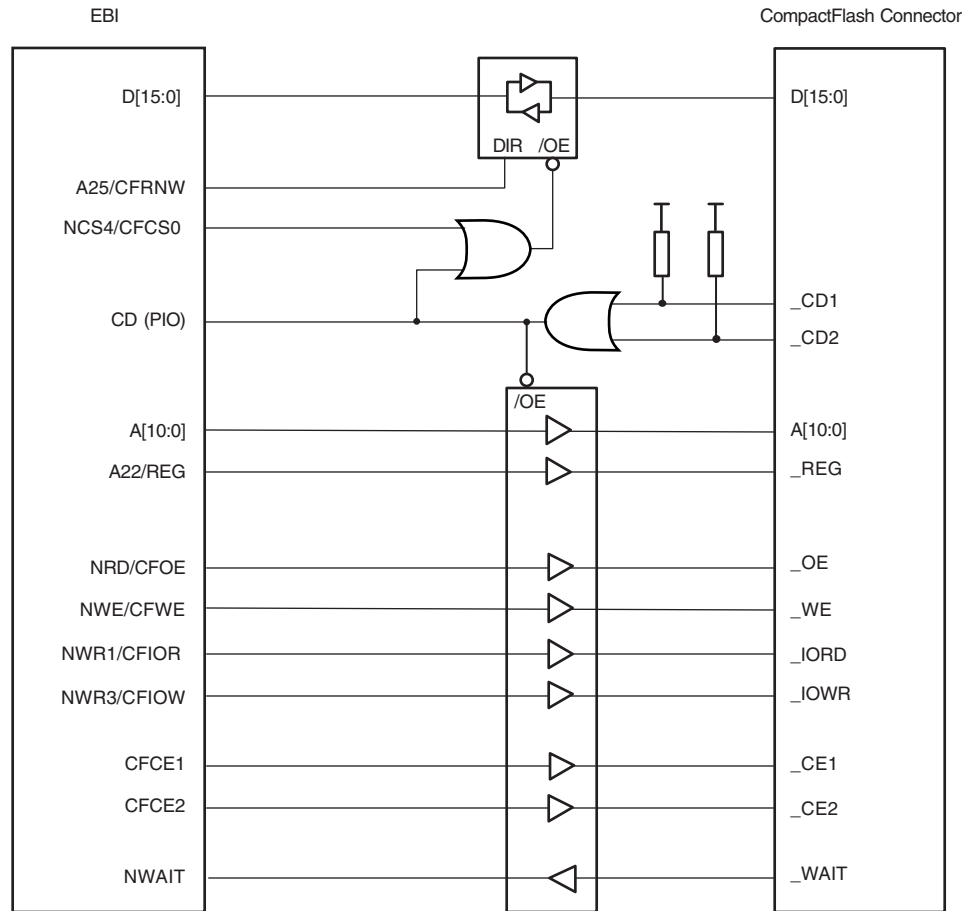 EBI CompactFlash Connector
D[15:0] D[15:0]
DIR /OE
A25/CFRNW
NCS4/CFCS0
_CD1
CD (PIO)
_CD2
/OE
A[10:0] A[10:0]
A22/REG _REG
NRD/CFOE _OE
NWE/CFWE _WE
NWR1/CFIOR _IORD
NWR3/CFIOW _IOWR
CFCE1 _CE1
CFCE2 _CE2
NWAIT _WAIT